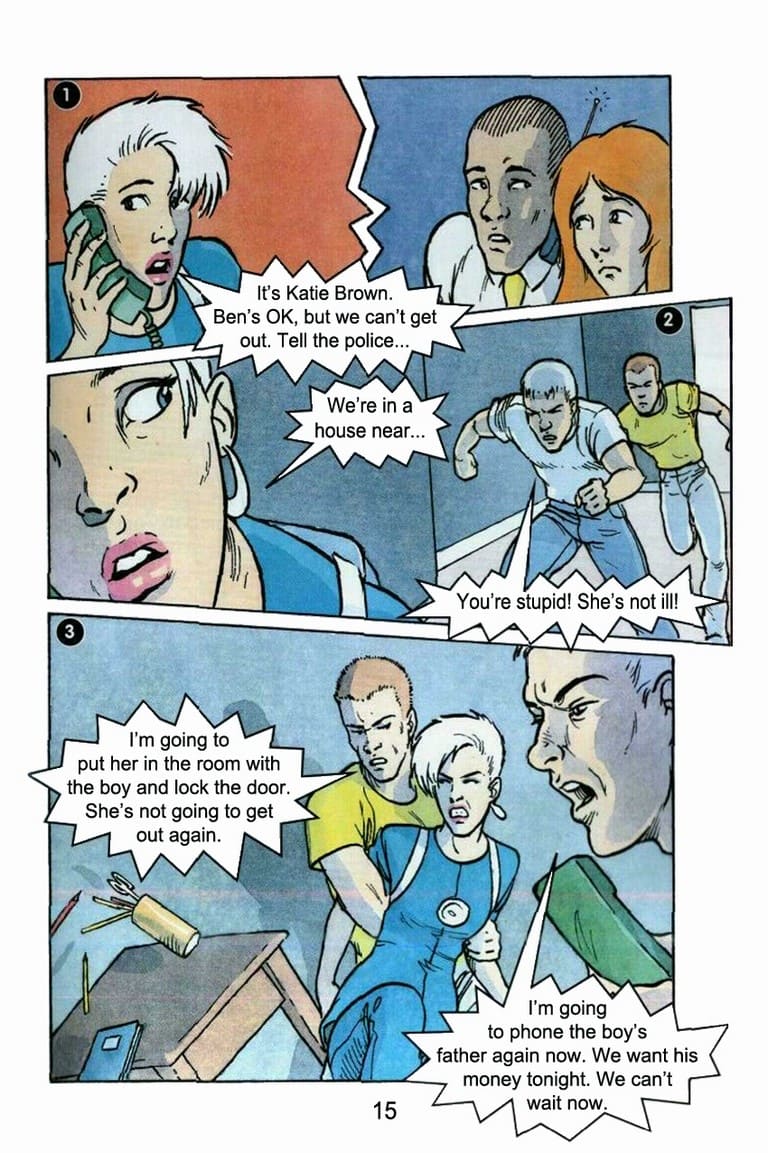 1
It's Katie Brown.
Ben's OK, but we can't get
out. Tell the police...
2
We're in a
house near...
You're stupid! She's not ill!
3
I'm going to
put her in the room with
the boy and lock the door.
She's not going to get
out again.
I'm going
to phone the boy's
father again now. We want his
money tonight. We can't
wait now.
15